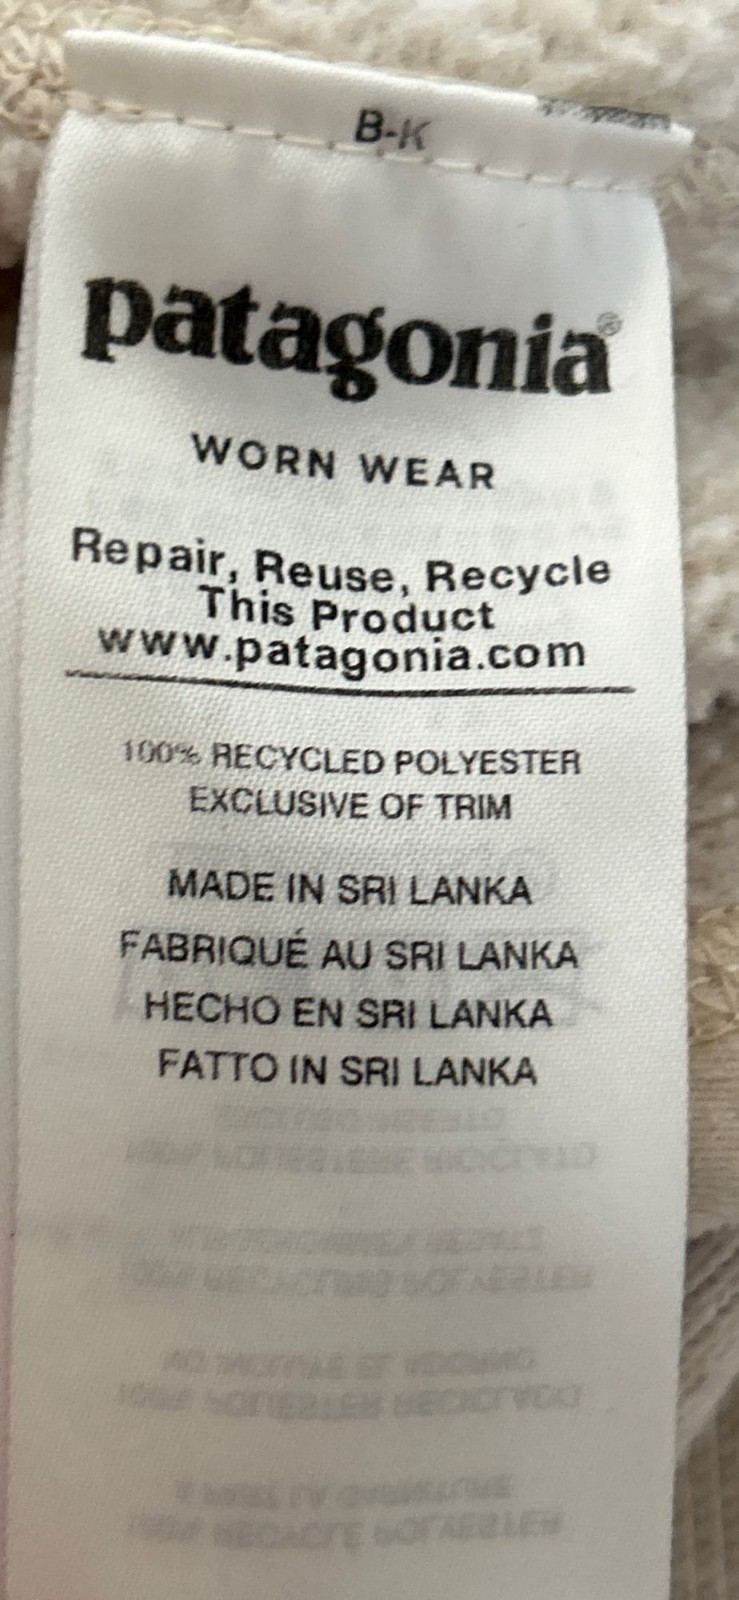 B-K
patagonia®
WORN WEAR
Repair, Reuse, Recycle
This Product
www.patagonia.com
100% RECYCLED POLYESTER
EXCLUSIVE OF TRIM
MADE IN SRI LANKA
FABRIQUÉ AU SRI LANKA
HECHO EN SRI LANKA
FATTO IN SRI LANKA